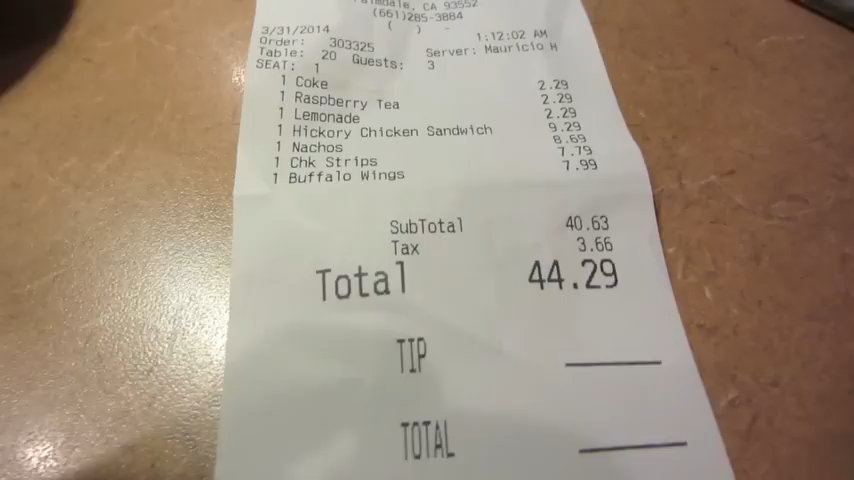 Palmdale, CA 93552
(661)285-3884
( ) -
3/31/2014 1:12:02 AM
Order: 303325 Server: Mauricio H
Table: 20 Guests: 3
SEAT: 1
1 Coke 2.29
1 Raspberry Tea 2.29
1 Lemonade 2.29
1 Hickory Chicken Sandwich 9.29
1 Nachos 8.69
1 Chk Strips 7.79
1 Buffalo Wings 7.99
SubTotal 40.63
Tax 3.66
Total 44.29
TIP
TOTAL